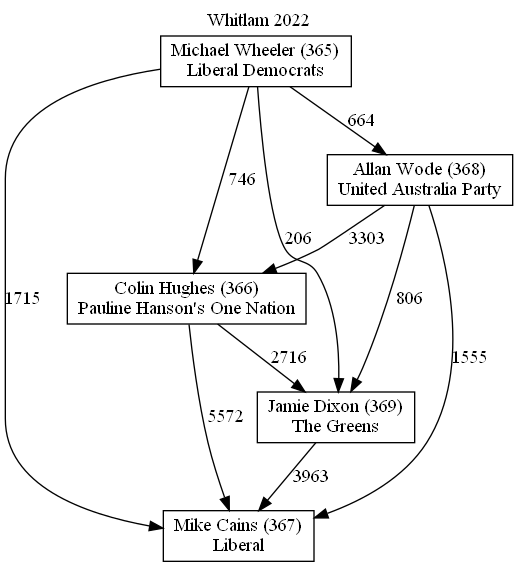 Whitlam 2022
Michael Wheeler (365)
Liberal Democrats
664
Allan Wode (368)
United Australia Party
746
206
3303
Colin Hughes (366)
Pauline Hanson's One Nation
1715
806
2716
1555
Jamie Dixon (369)
The Greens
5572
3963
Mike Cains (367)
Liberal